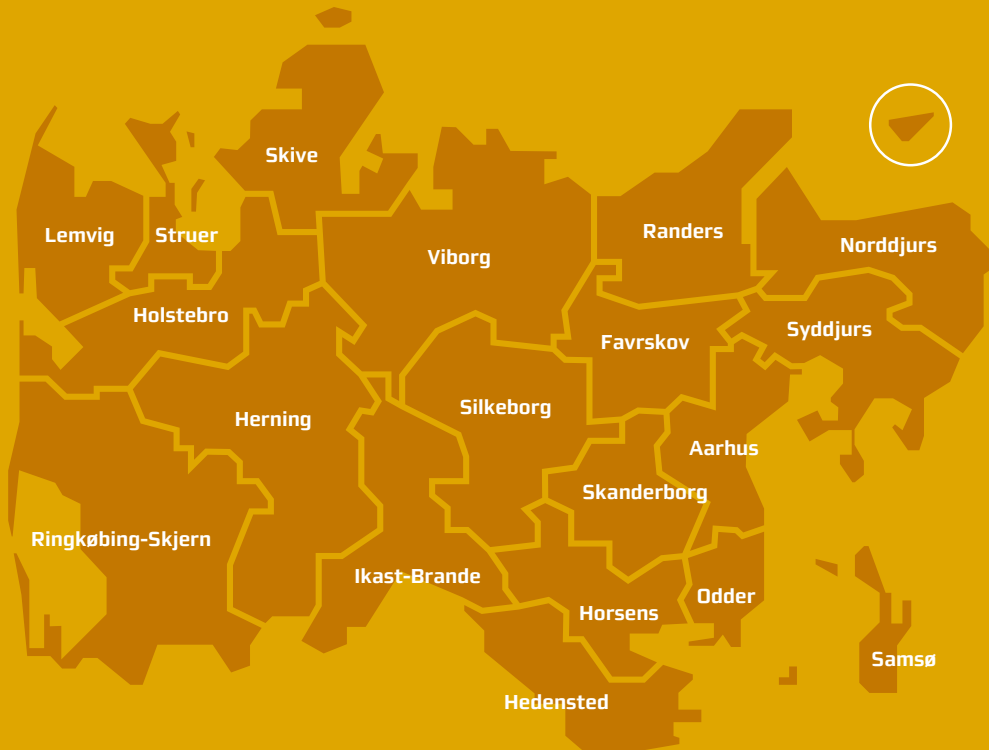 Skive
Lemvig
Struer
Randers
Norddjurs
Viborg
Holstebro
Syddjurs
Favrskov
Silkeborg
Herning
Aarhus
Skanderborg
Ringkøbing-Skjern
Ikast-Brande
Odder
Horsens
Samsø
Hedensted